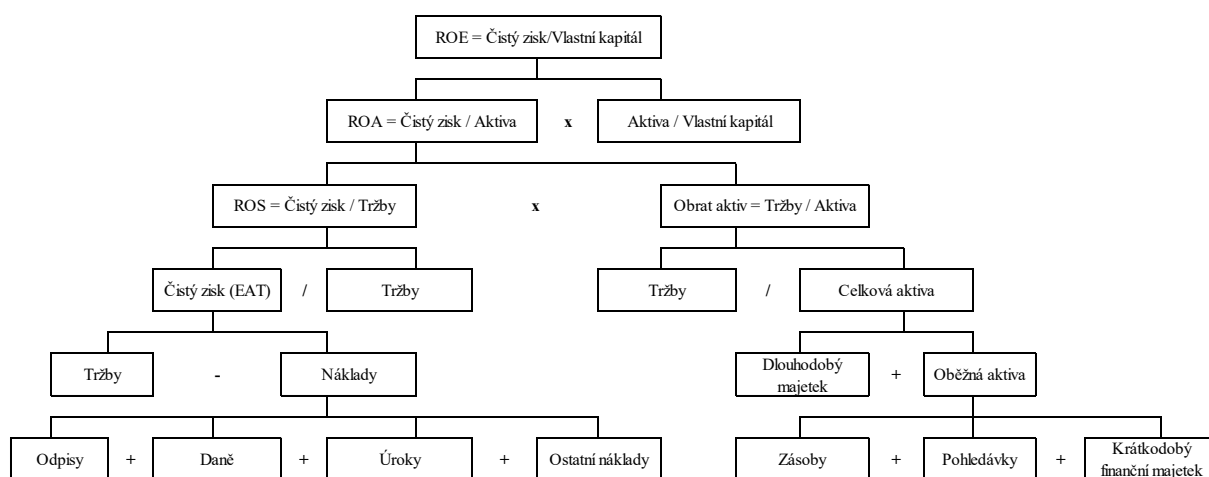 ROE = Čistý zisk/Vlastní kapitál
ROA = Čistý zisk / Aktiva x Aktiva / Vlastní kapitál
ROS = Čistý zisk / Tržby x Obrat aktiv = Tržby / Aktiva
Čistý zisk (EAT) / Tržby Tržby / Celková aktiva
Tržby - Náklady Dlouhodobý majetek + Oběžná aktiva
Odpisy + Daně + Úroky + Ostatní náklady Zásoby + Pohledávky + Krátkodobý finanční majetek